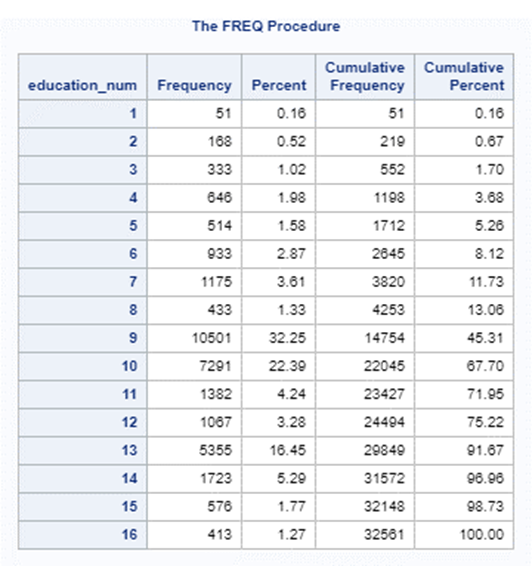 The FREQ Procedure
education_num Frequency Percent Cumulative Frequency Cumulative Percent
1 51 0.16 51 0.16
2 168 0.52 219 0.67
3 333 1.02 552 1.70
4 646 1.98 1198 3.68
5 514 1.58 1712 5.26
6 933 2.87 2645 8.12
7 1175 3.61 3820 11.73
8 433 1.33 4253 13.06
9 10501 32.25 14754 45.31
10 7291 22.39 22045 67.70
11 1382 4.24 23427 71.95
12 1067 3.28 24494 75.22
13 5355 16.45 29849 91.67
14 1723 5.29 31572 96.96
15 576 1.77 32148 98.73
16 413 1.27 32561 100.00